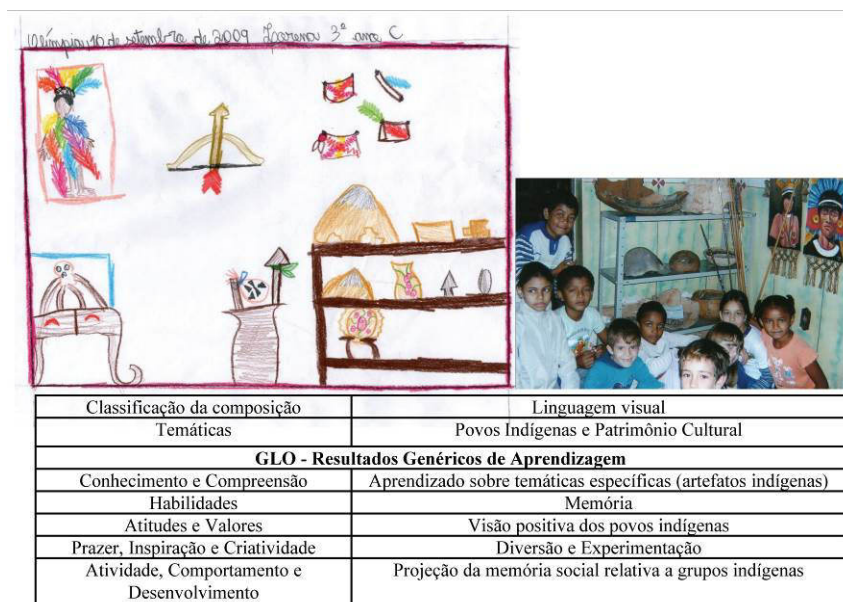 Olímpia, 10 de setembro de 2009 Lorena 3º ano C
Classificação da composição Linguagem visual
Temáticas Povos Indígenas e Patrimônio Cultural
GLO - Resultados Genéricos de Aprendizagem
Conhecimento e Compreensão Aprendizado sobre temáticas específicas (artefatos indígenas)
Habilidades Memória
Atitudes e Valores Visão positiva dos povos indígenas
Prazer, Inspiração e Criatividade Diversão e Experimentação
Atividade, Comportamento e Projeção da memória social relativa a grupos indígenas
Desenvolvimento